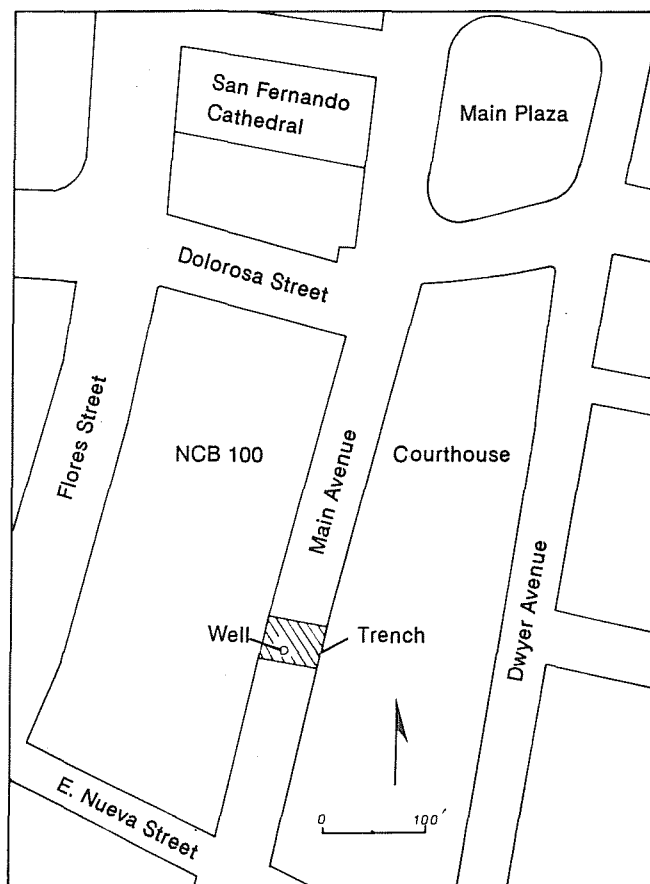 San Fernando
Cathedral
Main Plaza
Dolorosa Street
Flores Street
NCB 100
Main Avenue
Courthouse
Dwyer Avenue
Well
Trench
E. Nueva Street
0 100'